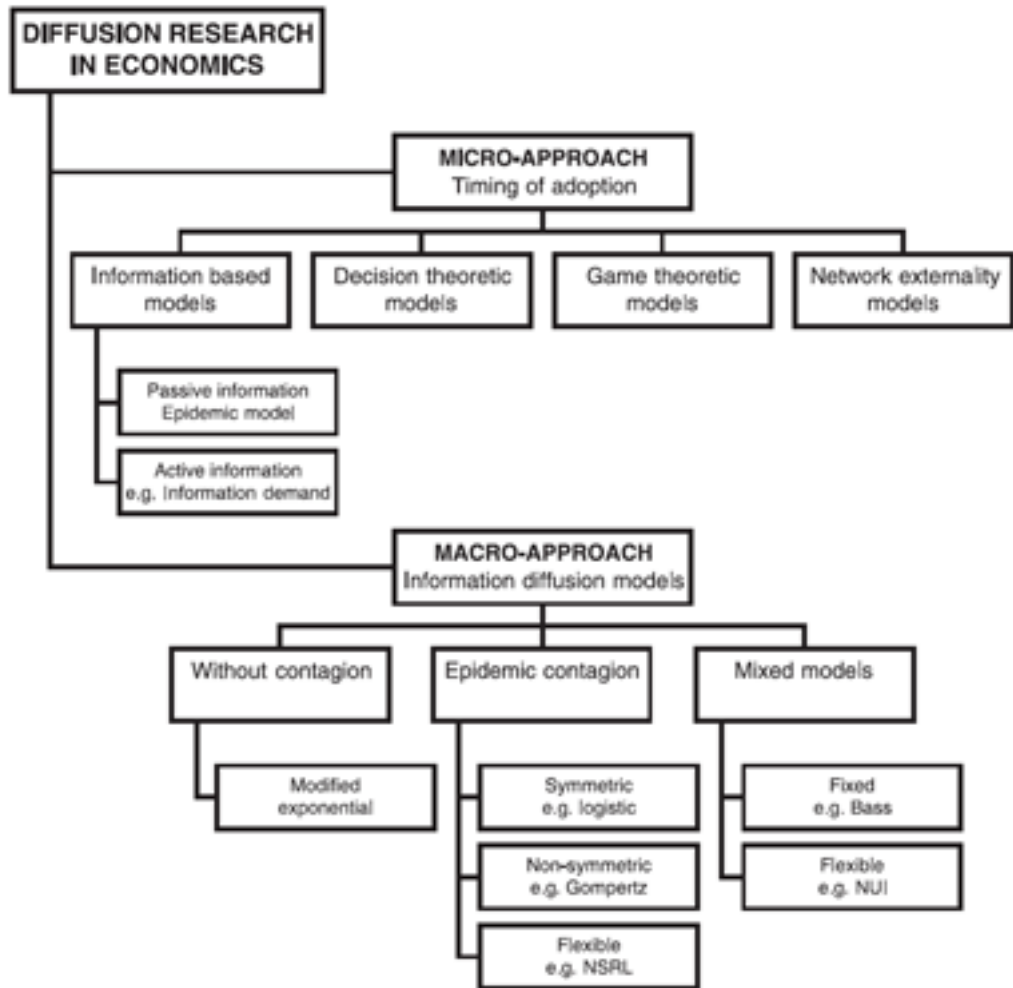 DIFFUSION RESEARCH
IN ECONOMICS
MICRO-APPROACH
Timing of adoption
Information based
models
Decision theoretic
models
Game theoretic
models
Network externality
models
Passive information
Epidemic model
Active information
e.g. Information demand
MACRO-APPROACH
Information diffusion models
Without contagion
Epidemic contagion
Mixed models
Modified
exponential
Symmetric
e.g. logistic
Fixed
e.g. Bass
Non-symmetric
e.g. Gompertz
Flexible
e.g. NUI
Flexible
e.g. NSRL